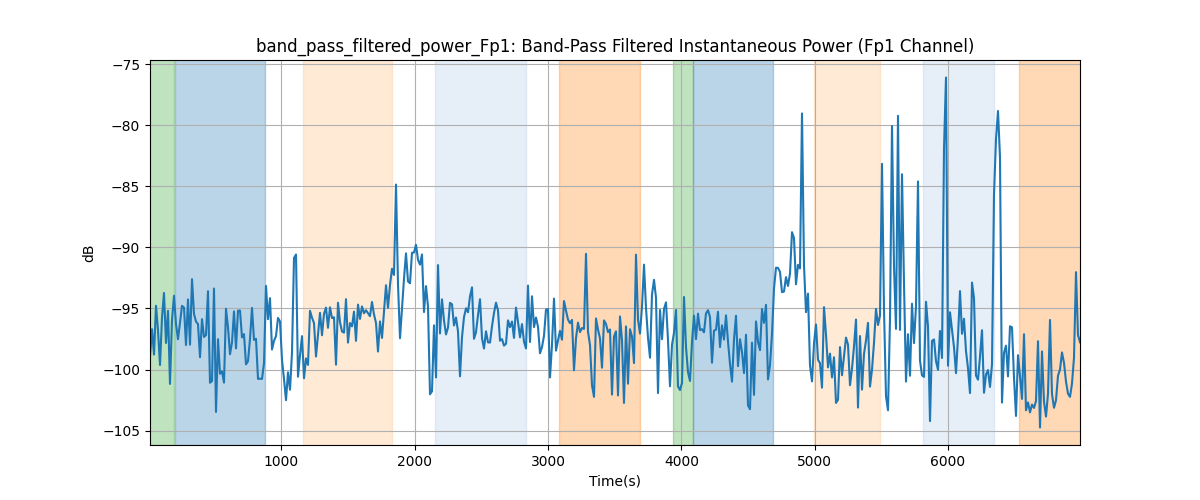 band_pass_filtered_power_Fp1: Band-Pass Filtered Instantaneous Power (Fp1 Channel)
−75
−80
−85
−90
−95
−100
−105
dB
1000 2000 3000 4000 5000 6000
Time(s)